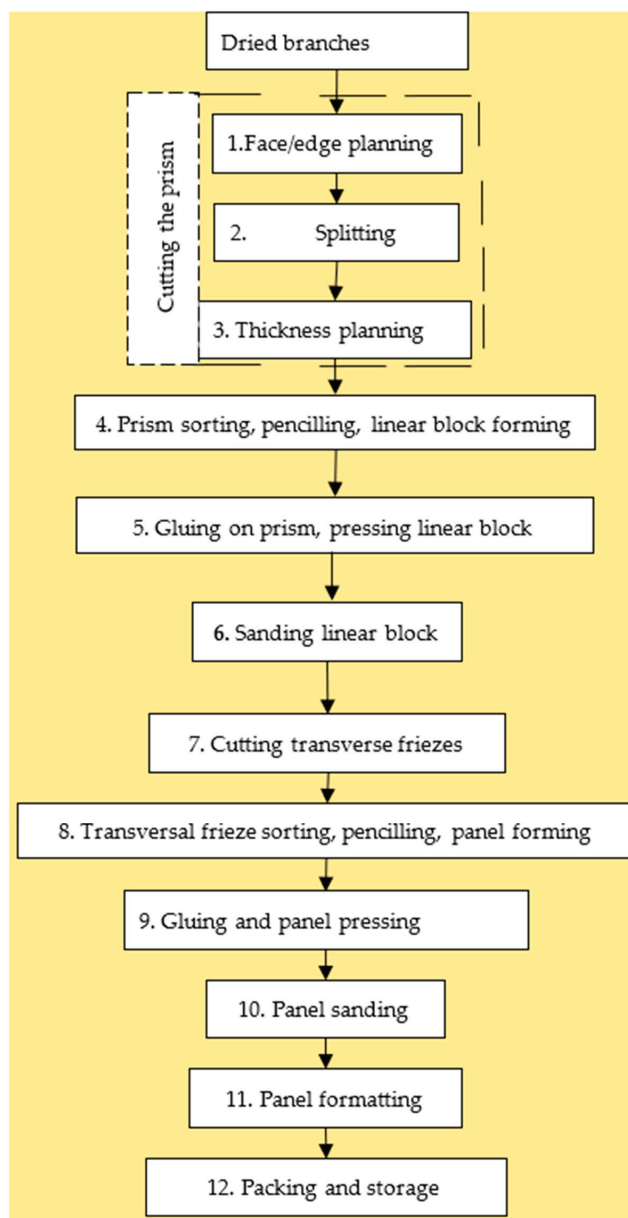 Dried branches
Cutting the prism
1.Face/edge planning
2. Splitting
3. Thickness planning
4. Prism sorting, pencilling, linear block forming
5. Gluing on prism, pressing linear block
6. Sanding linear block
7. Cutting transverse friezes
8. Transversal frieze sorting, pencilling, panel forming
9. Gluing and panel pressing
10. Panel sanding
11. Panel formatting
12. Packing and storage